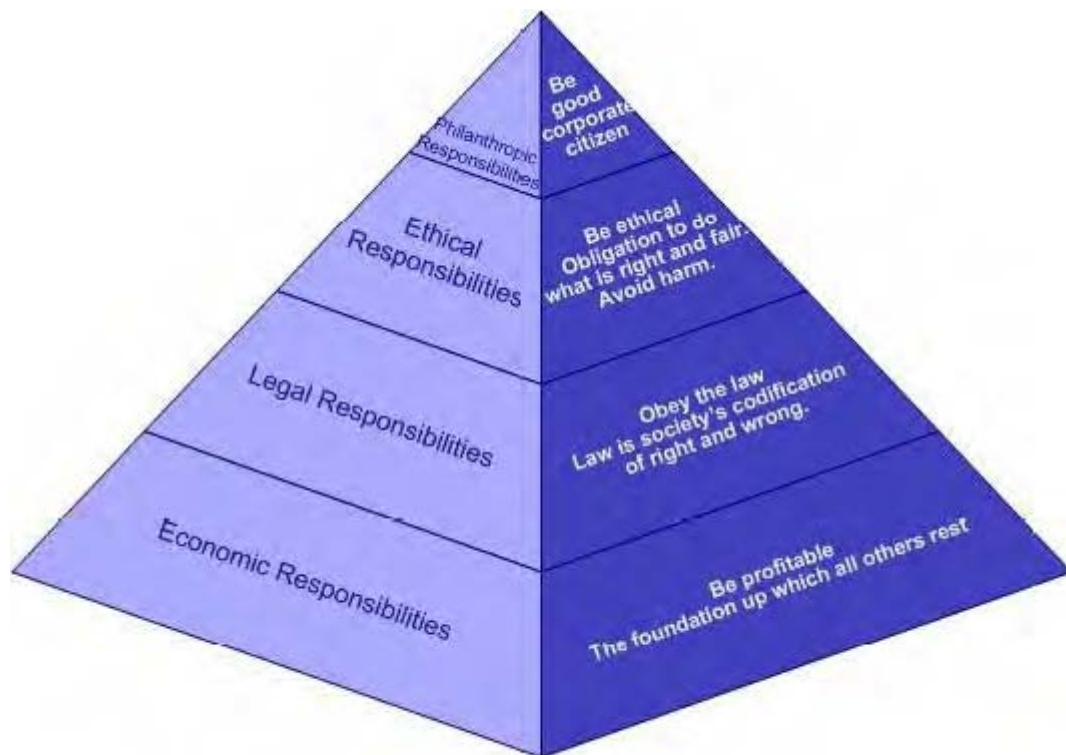 Philanthropic
Responsibilities
Be
good
corporate
citizen
Ethical
Responsibilities
Be ethical
Obligation to do
what is right and fair.
Avoid harm.
Legal Responsibilities
Obey the law
Law is society's codification
of right and wrong.
Economic Responsibilities
Be profitable
The foundation up which all others rest